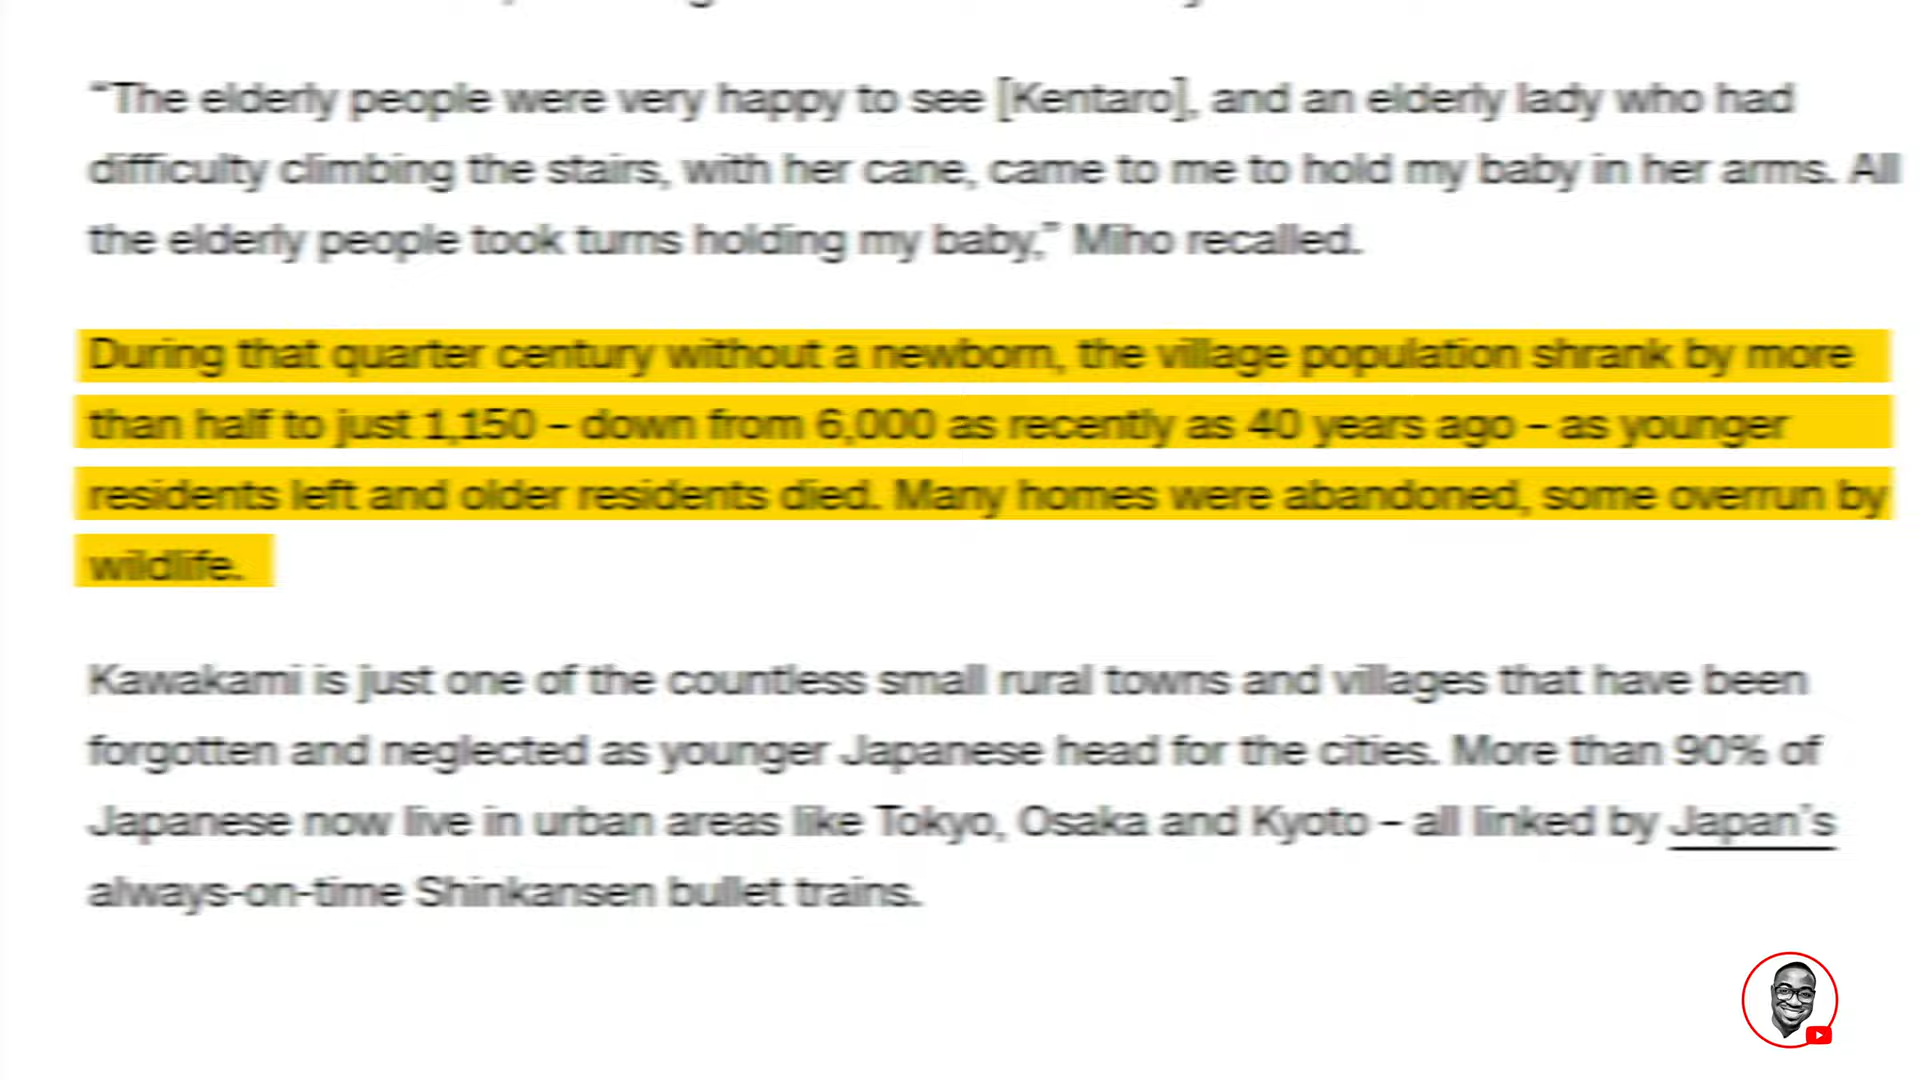 “The elderly people were very happy to see [Kentaro], and an elderly lady who had
difficulty climbing the stairs, with her cane, came to me to hold my baby in her arms. All
the elderly people took turns holding my baby,” Miho recalled.
During that quarter century without a newborn, the village population shrank by more
than half to just 1,150 – down from 6,000 as recently as 40 years ago – as younger
residents left and older residents died. Many homes were abandoned, some overrun by
wildlife.
Kawakami is just one of the countless small rural towns and villages that have been
forgotten and neglected as younger Japanese head for the cities. More than 90% of
Japanese now live in urban areas like Tokyo, Osaka and Kyoto – all linked by Japan’s
always-on-time Shinkansen bullet trains.